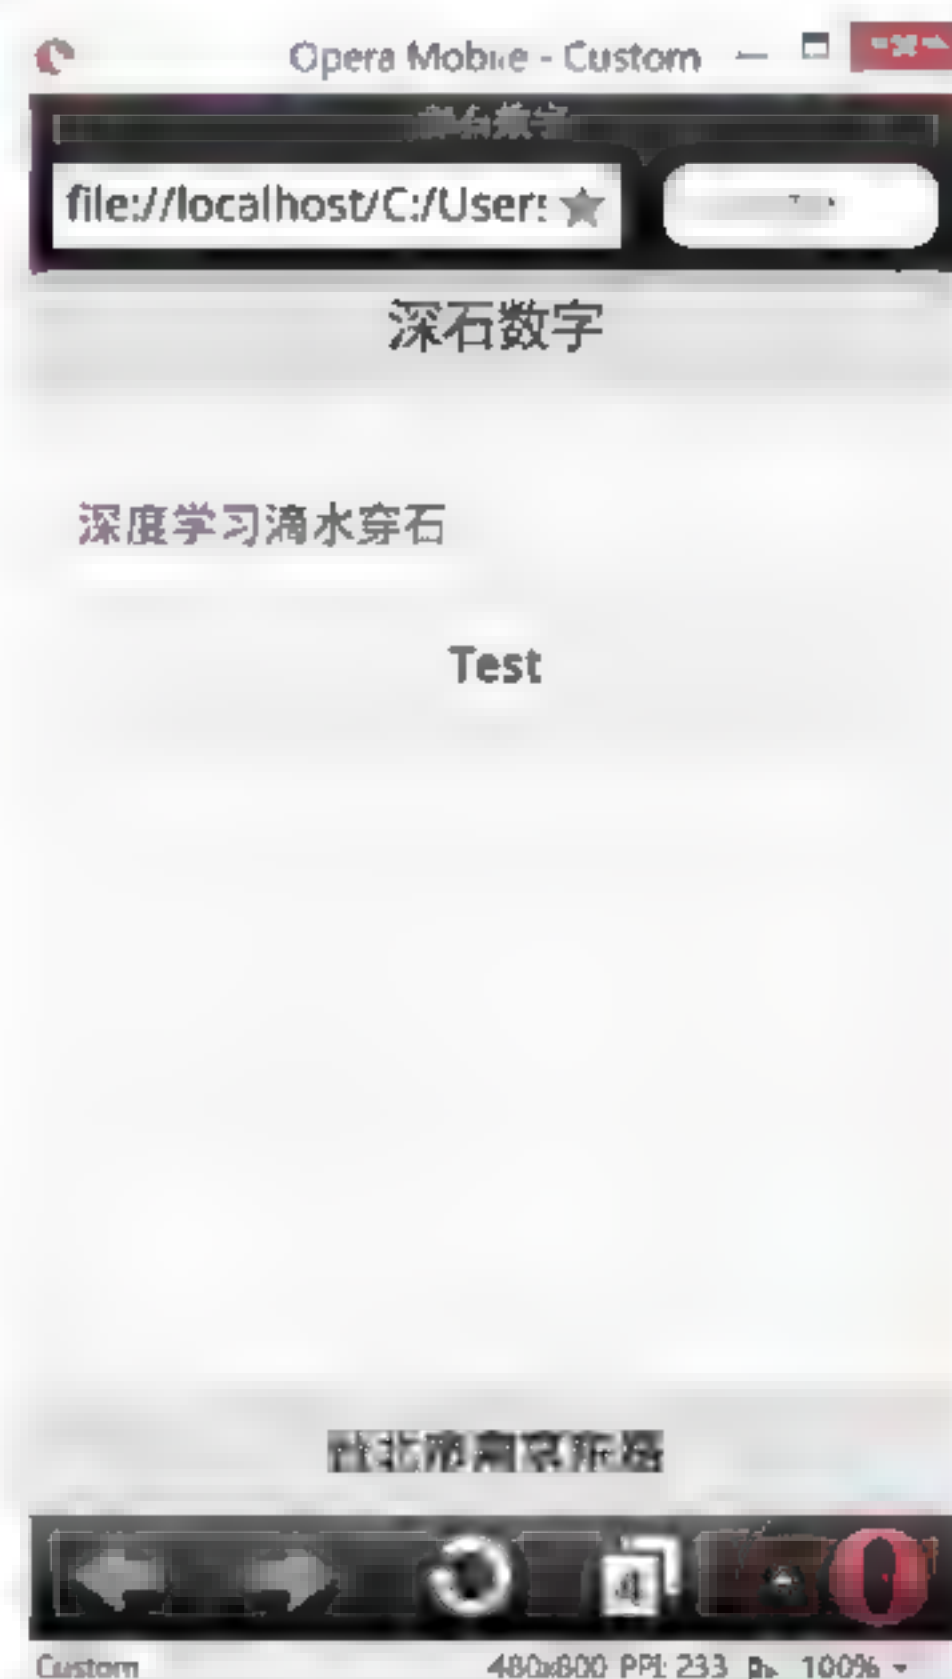 Opera Mobile - Custom
file://localhost/C:/User
深石数字
深度学习滴水穿石
Test
4
Custom
480x800 PPI: 233
100%